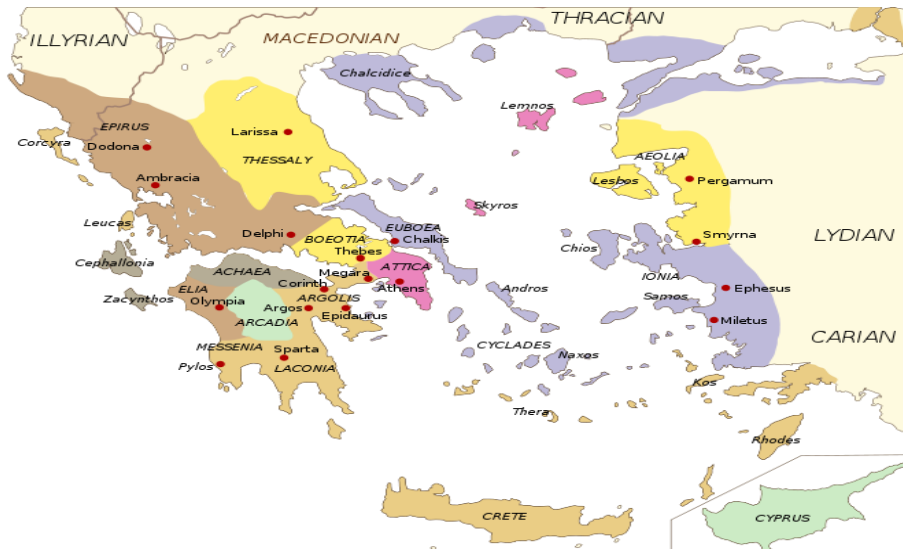 THRACIAN
ILLYRIAN
MACEDONIAN
Chalcidice
Lemnos
EPIRUS
Larissa
Corcyra
Dodona
THESSALY
AEOLIA
Ambracia
Lesbos
Pergamum
Skyros
Leucas
EUBOEA
Delphi
BOEOTIA
Chalkis
Smyrna
LYDIAN
Chios
Thebes
Cephallonia
ACHAEA
Megara
ATTICA
IONIA
Corinth
Athens
Ephesus
Zacynthos
ELIA
Andros
Samos
Olympia
Argos
ARGOLIS
Epidaurus
ARCADIA
Miletus
CARIAN
MESSENIA
Sparta
CYCLADES
Naxos
Pylos
LACONIA
Kos
Thera
Rhodes
CRETE
CYPRUS